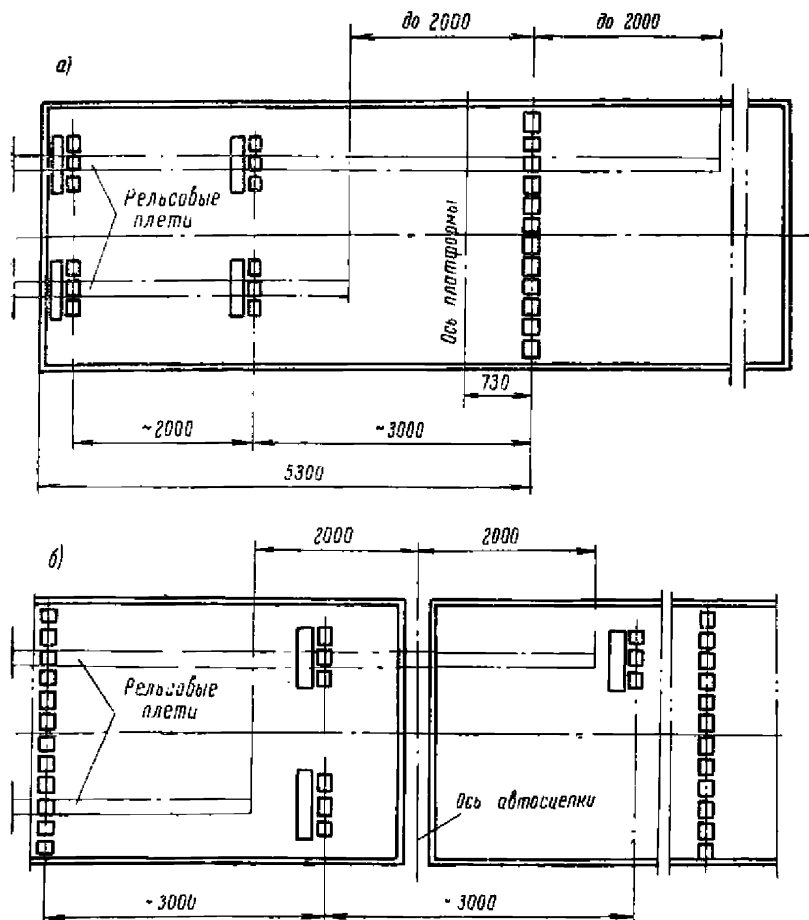 до 2000
до 2000
а)
Рельсовые
плети
Ось платформы
730
~2000
~3000
5300
б)
2000
2000
Рельсовые
плети
Ось автосцепки
~3000
~3000